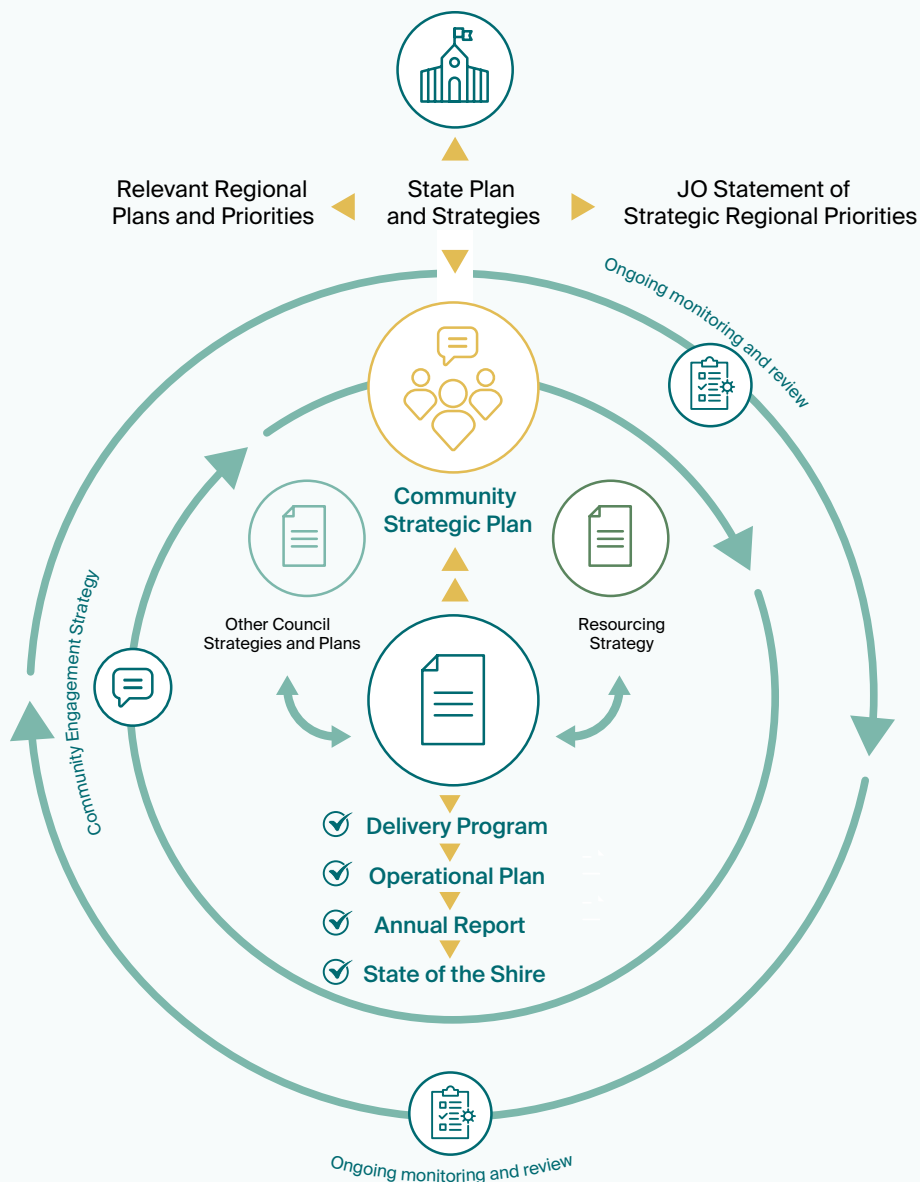 Relevant Regional
Plans and Priorities
State Plan
and Strategies
JO Statement of
Strategic Regional Priorities
Ongoing monitoring and review
Community
Strategic Plan
Other Council
Strategies and Plans
Resourcing
Strategy
Community Engagement Strategy
Delivery Program
Operational Plan
Annual Report
State of the Shire
Ongoing monitoring and review